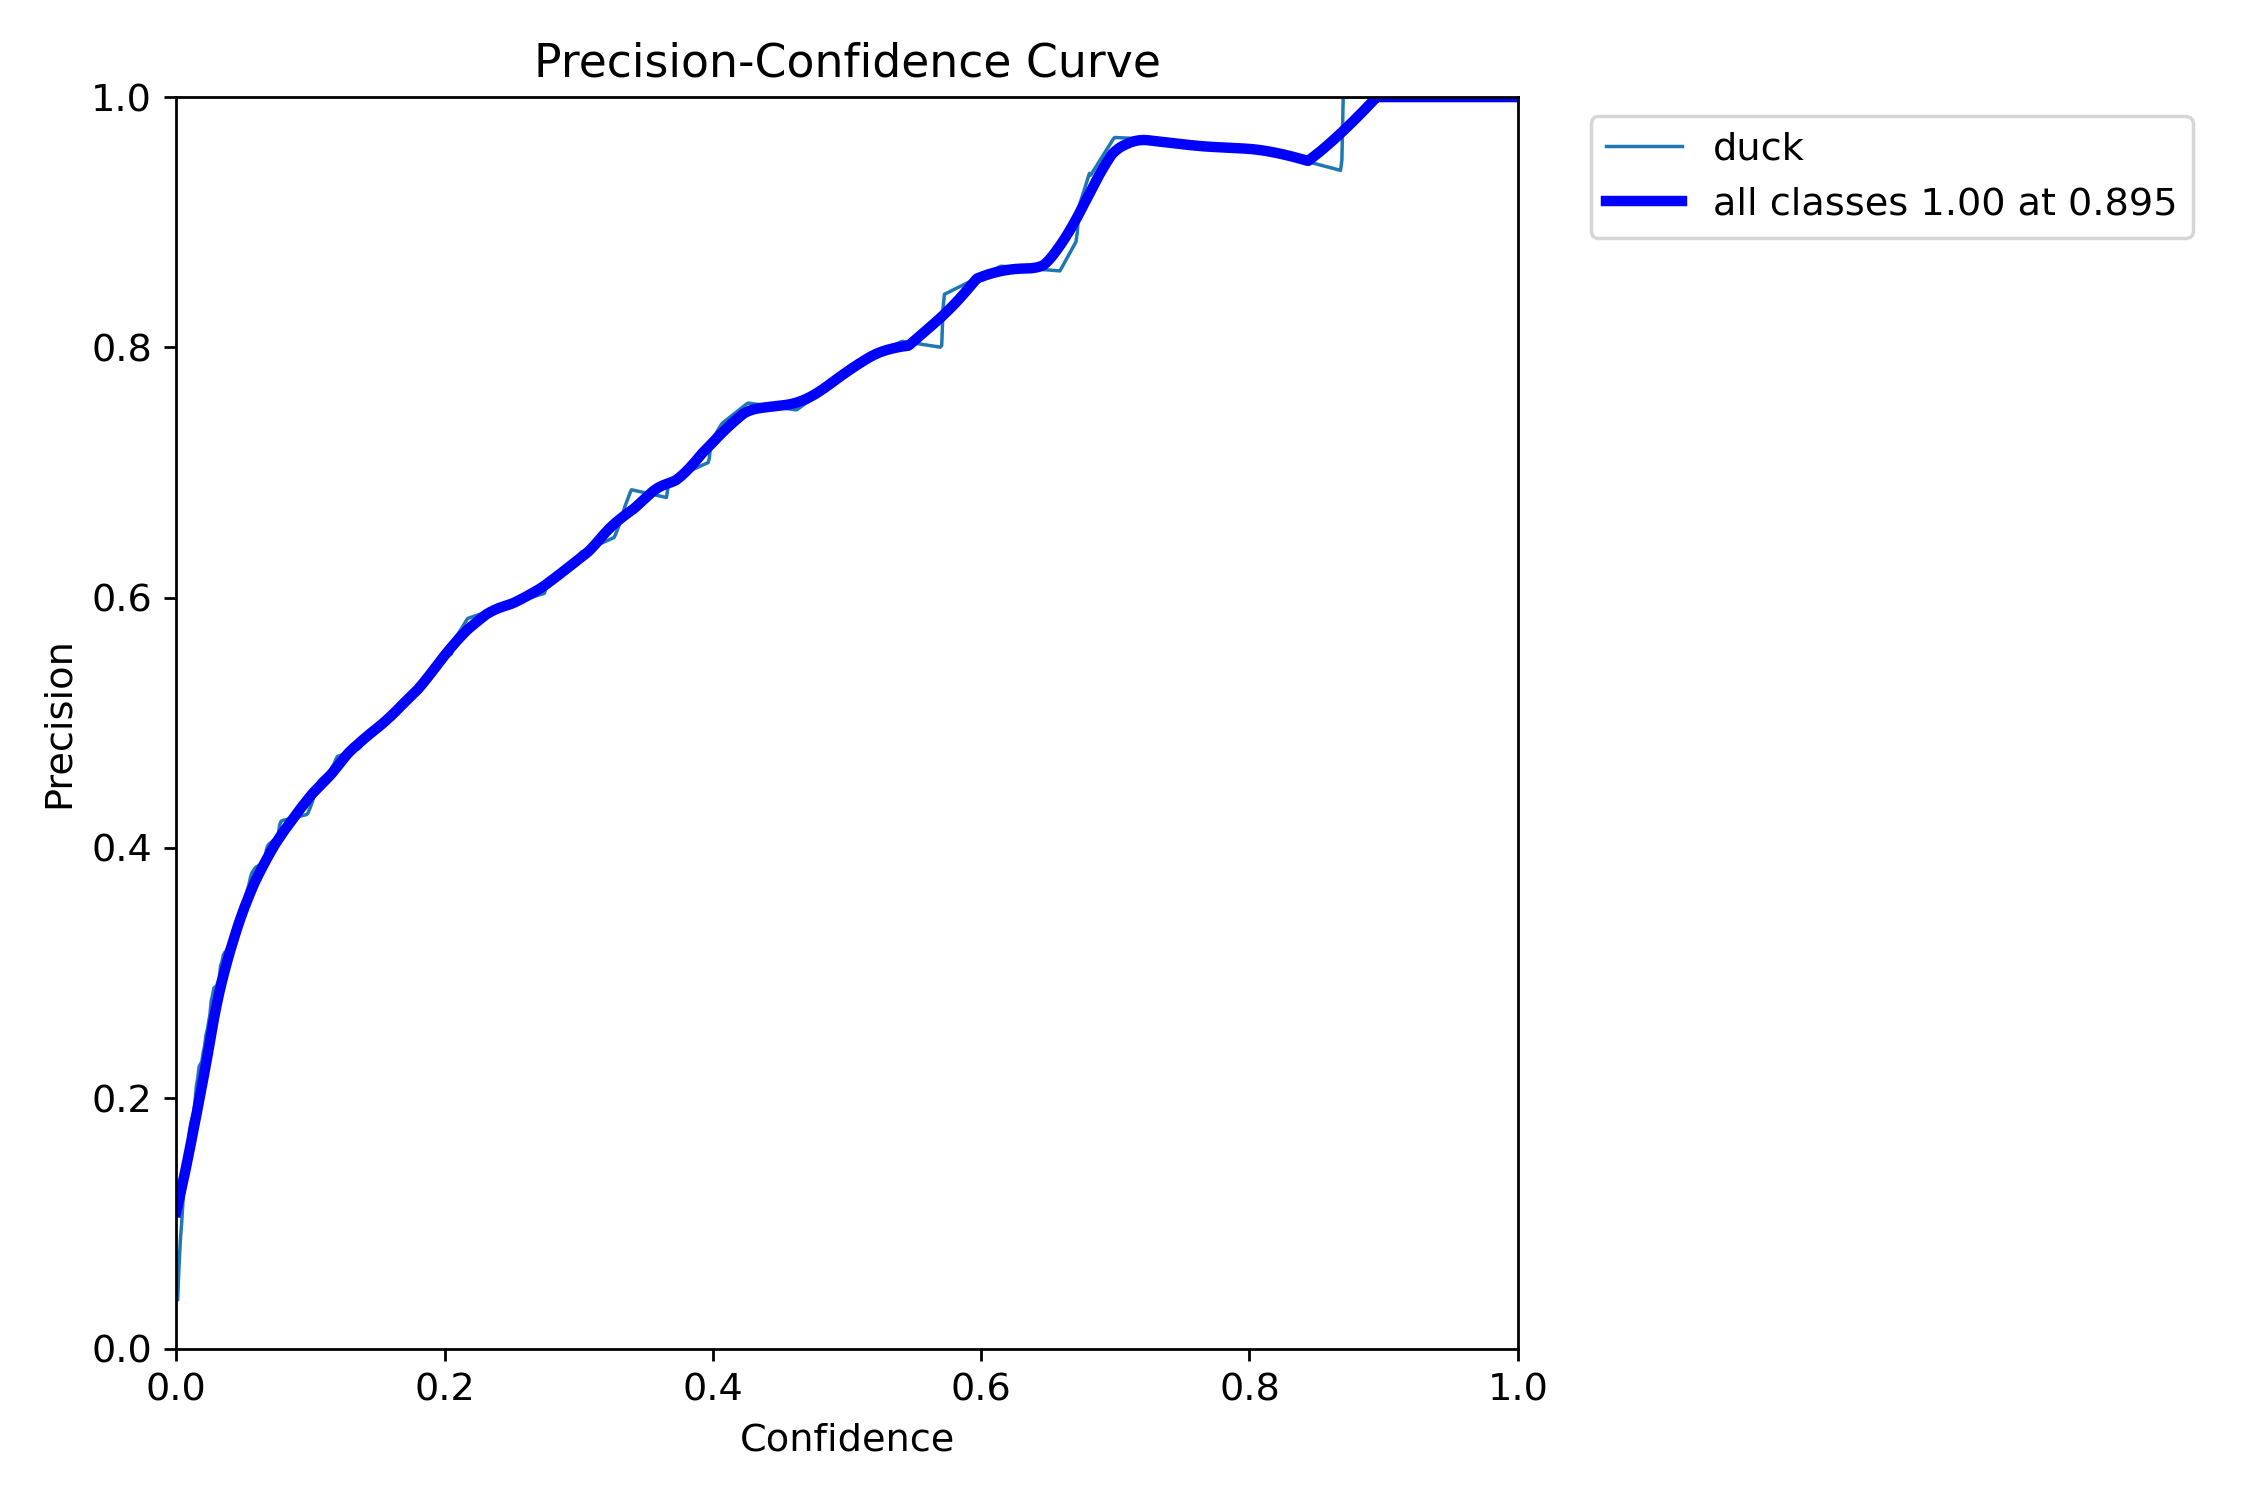 Precision-Confidence Curve
1.0
0.8
0.6
0.4
0.2
0.0
Precision
0.0 0.2 0.4 0.6 0.8 1.0
Confidence
duck
all classes 1.00 at 0.895